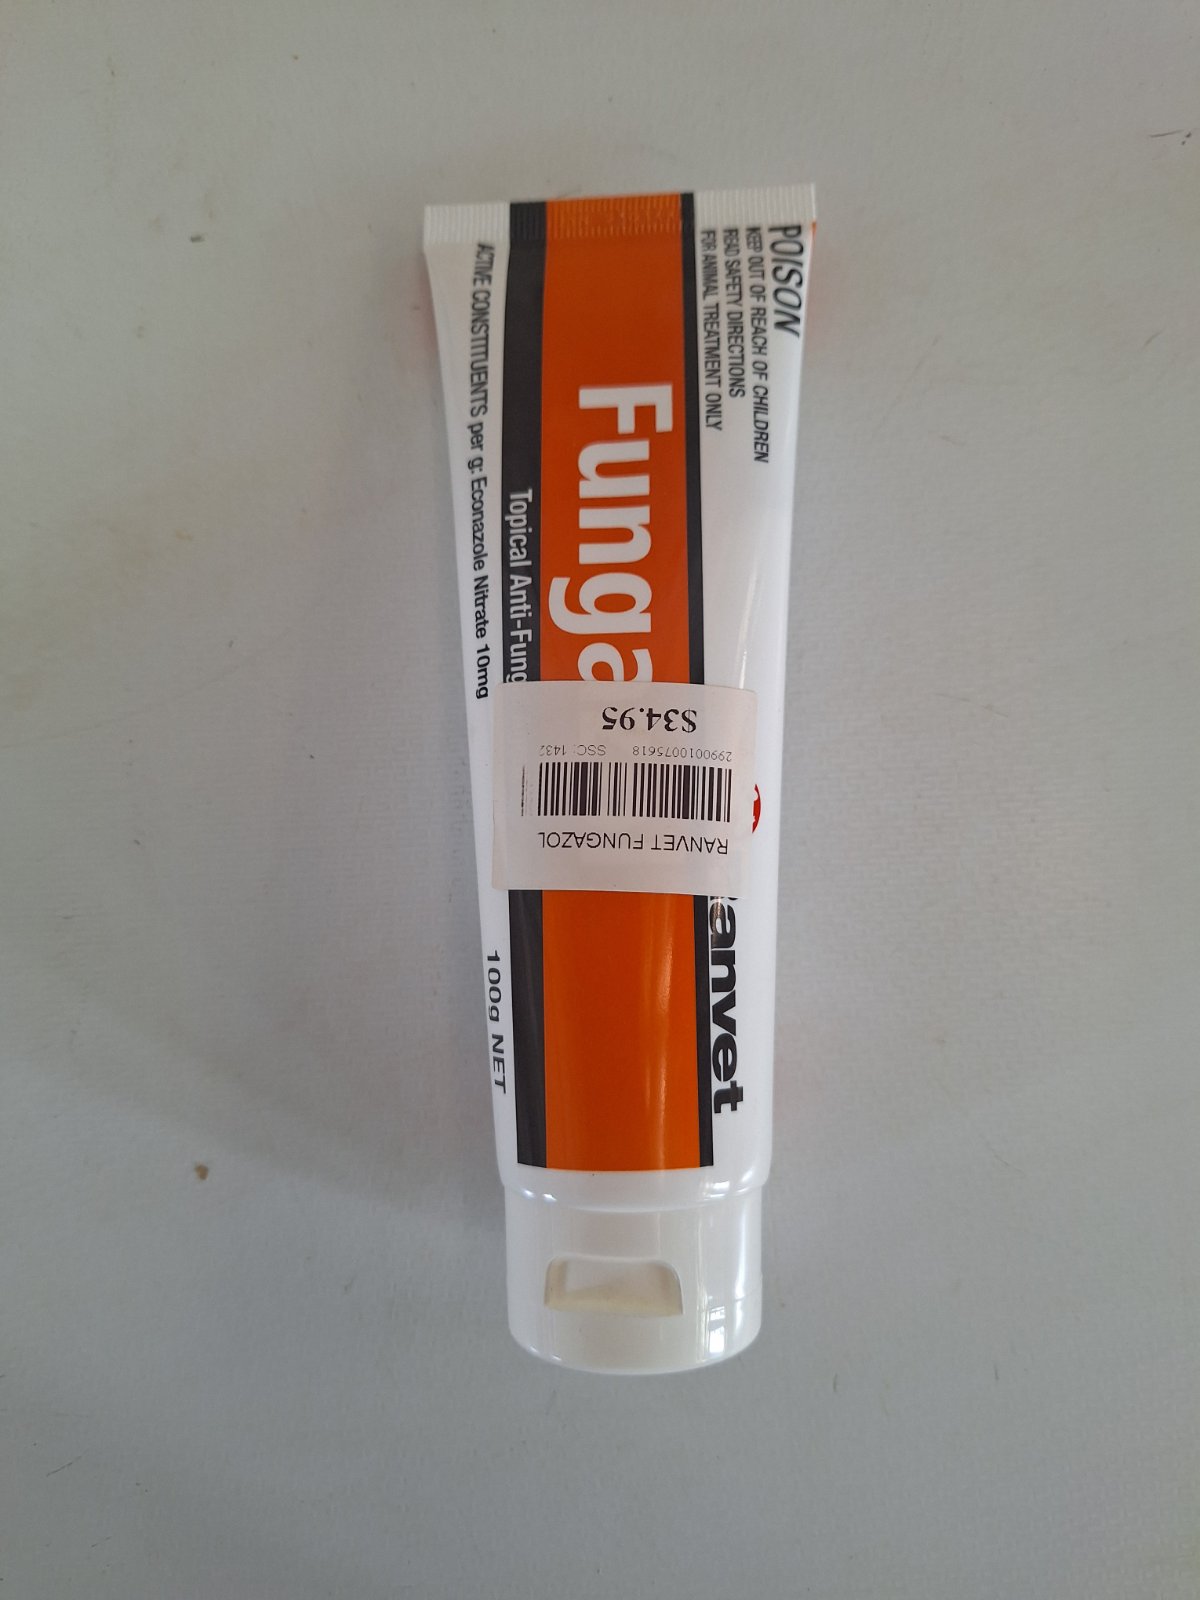 POISON
KEEP OUT OF REACH OF CHILDREN
READ SAFETY DIRECTIONS
FOR ANIMAL TREATMENT ONLY
Funga
Topical Anti-Fung
ACTIVE CONSTITUENTS per g: Econazole Nitrate 10mg
100g NET
anvet
RANVET FUNGAZOL
2990010075618 SSC: 1432
$34.95